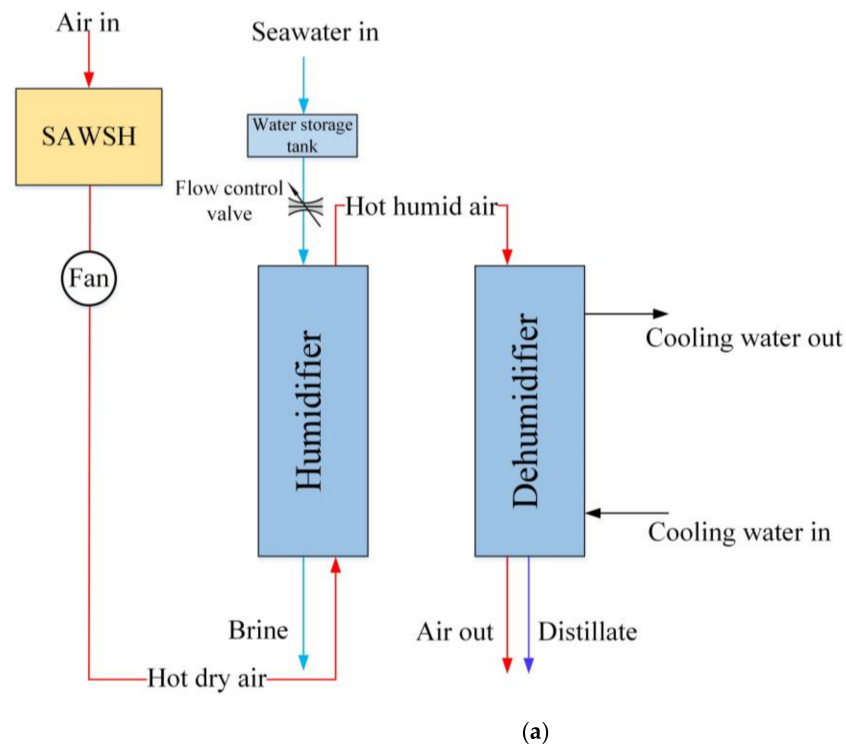 Air in
Seawater in
SAWSH
Water storage
tank
Flow control
valve
Hot humid air
Fan
Humidifier
Dehumidifier
Cooling water out
Cooling water in
Brine
Air out
Distillate
Hot dry air
(a)